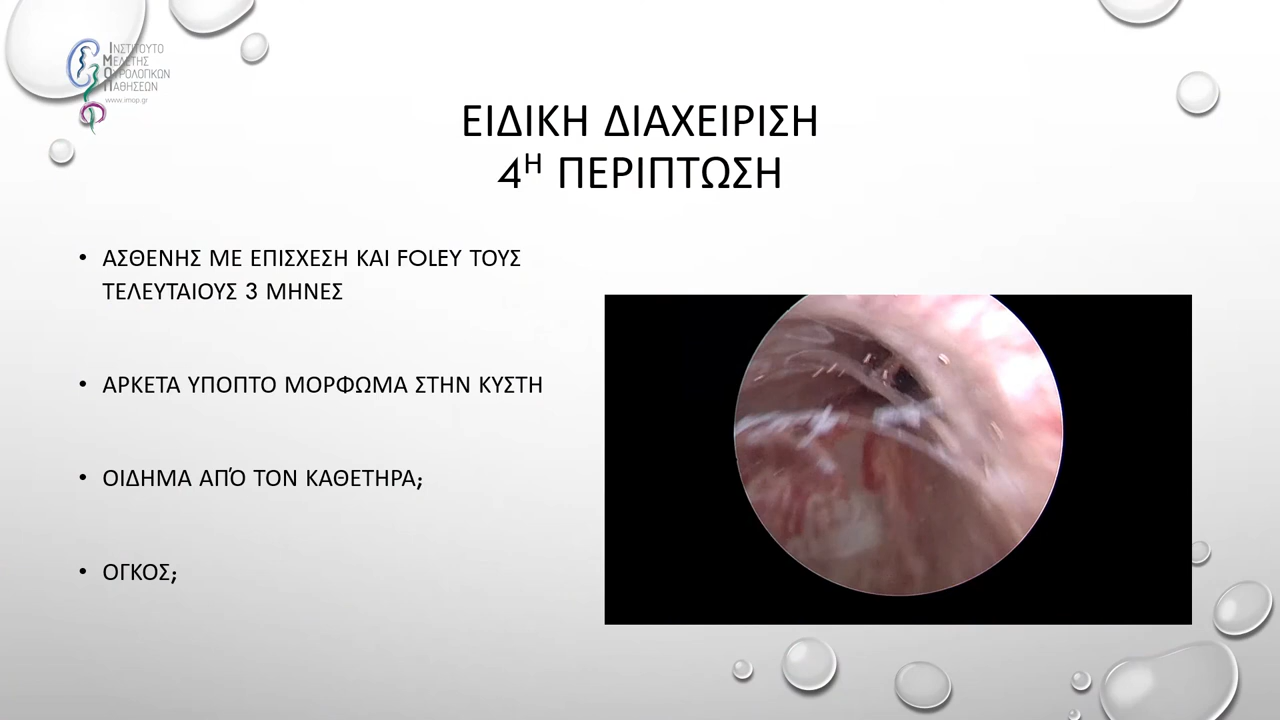 ΙΝΣΤΙΤΟΥΤΟ
ΜΕΛΕΤΗΣ
ΟΥΡΟΛΟΓΙΚΩΝ
ΠΑΘΗΣΕΩΝ
www.imop.gr
ΕΙΔΙΚΗ ΔΙΑΧΕΙΡΙΣΗ
4Η ΠΕΡΙΠΤΩΣΗ
• ΑΣΘΕΝΗΣ ΜΕ ΕΠΙΣΧΕΣΗ ΚΑΙ FOLEY ΤΟΥΣ
ΤΕΛΕΥΤΑΙΟΥΣ 3 ΜΗΝΕΣ
• ΑΡΚΕΤΑ ΥΠΟΠΤΟ ΜΟΡΦΩΜΑ ΣΤΗΝ ΚΥΣΤΗ
• ΟΙΔΗΜΑ ΑΠΌ ΤΟΝ ΚΑΘΕΤΗΡΑ;
• ΟΓΚΟΣ;